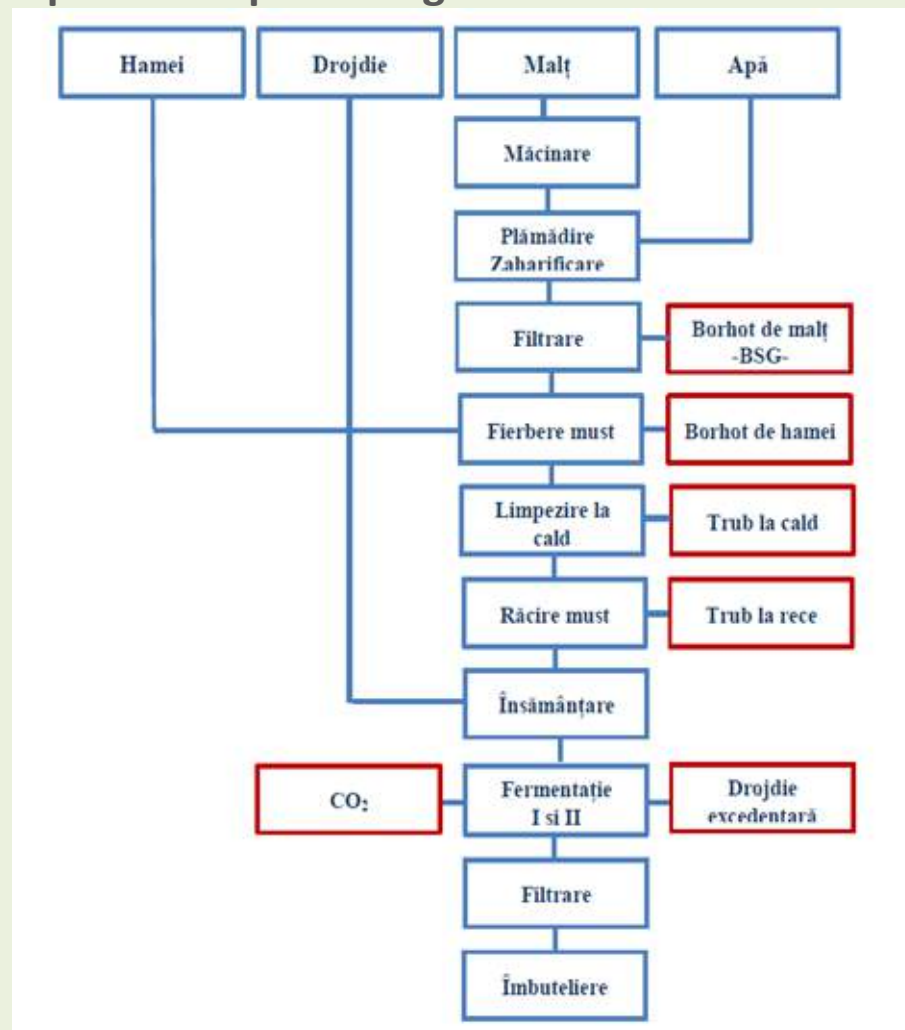 Hamei
Drojdie
Malț
Apă
Măcinare
Plămădire
Zaharificare
Filtrare
Borhot de malț
-BSG-
Fierbere must
Borhot de hamei
Limpezire la
cald
Trub la cald
Răcire must
Trub la rece
Însămânțare
CO₂
Fermentație
I si II
Drojdie
excedentară
Filtrare
Îmbuteliere